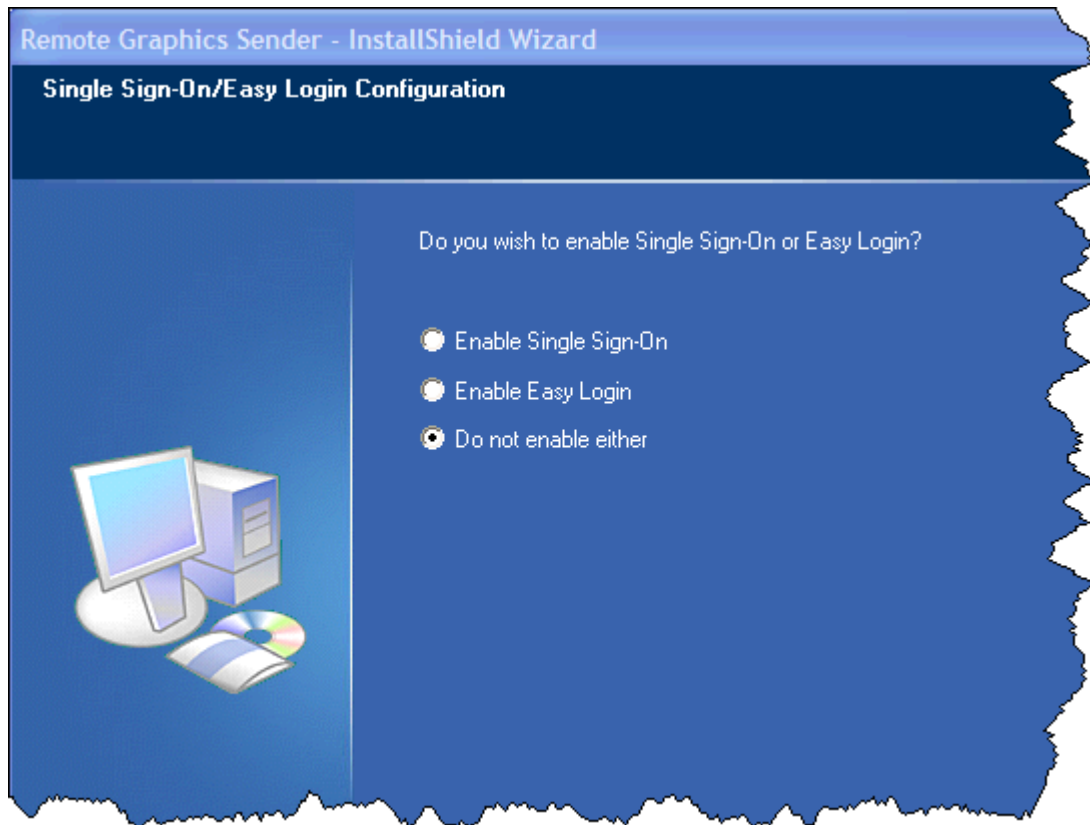 Remote Graphics Sender - InstallShield Wizard
Single Sign-On/Easy Login Configuration
Do you wish to enable Single Sign-On or Easy Login?
Enable Single Sign-On
Enable Easy Login
Do not enable either